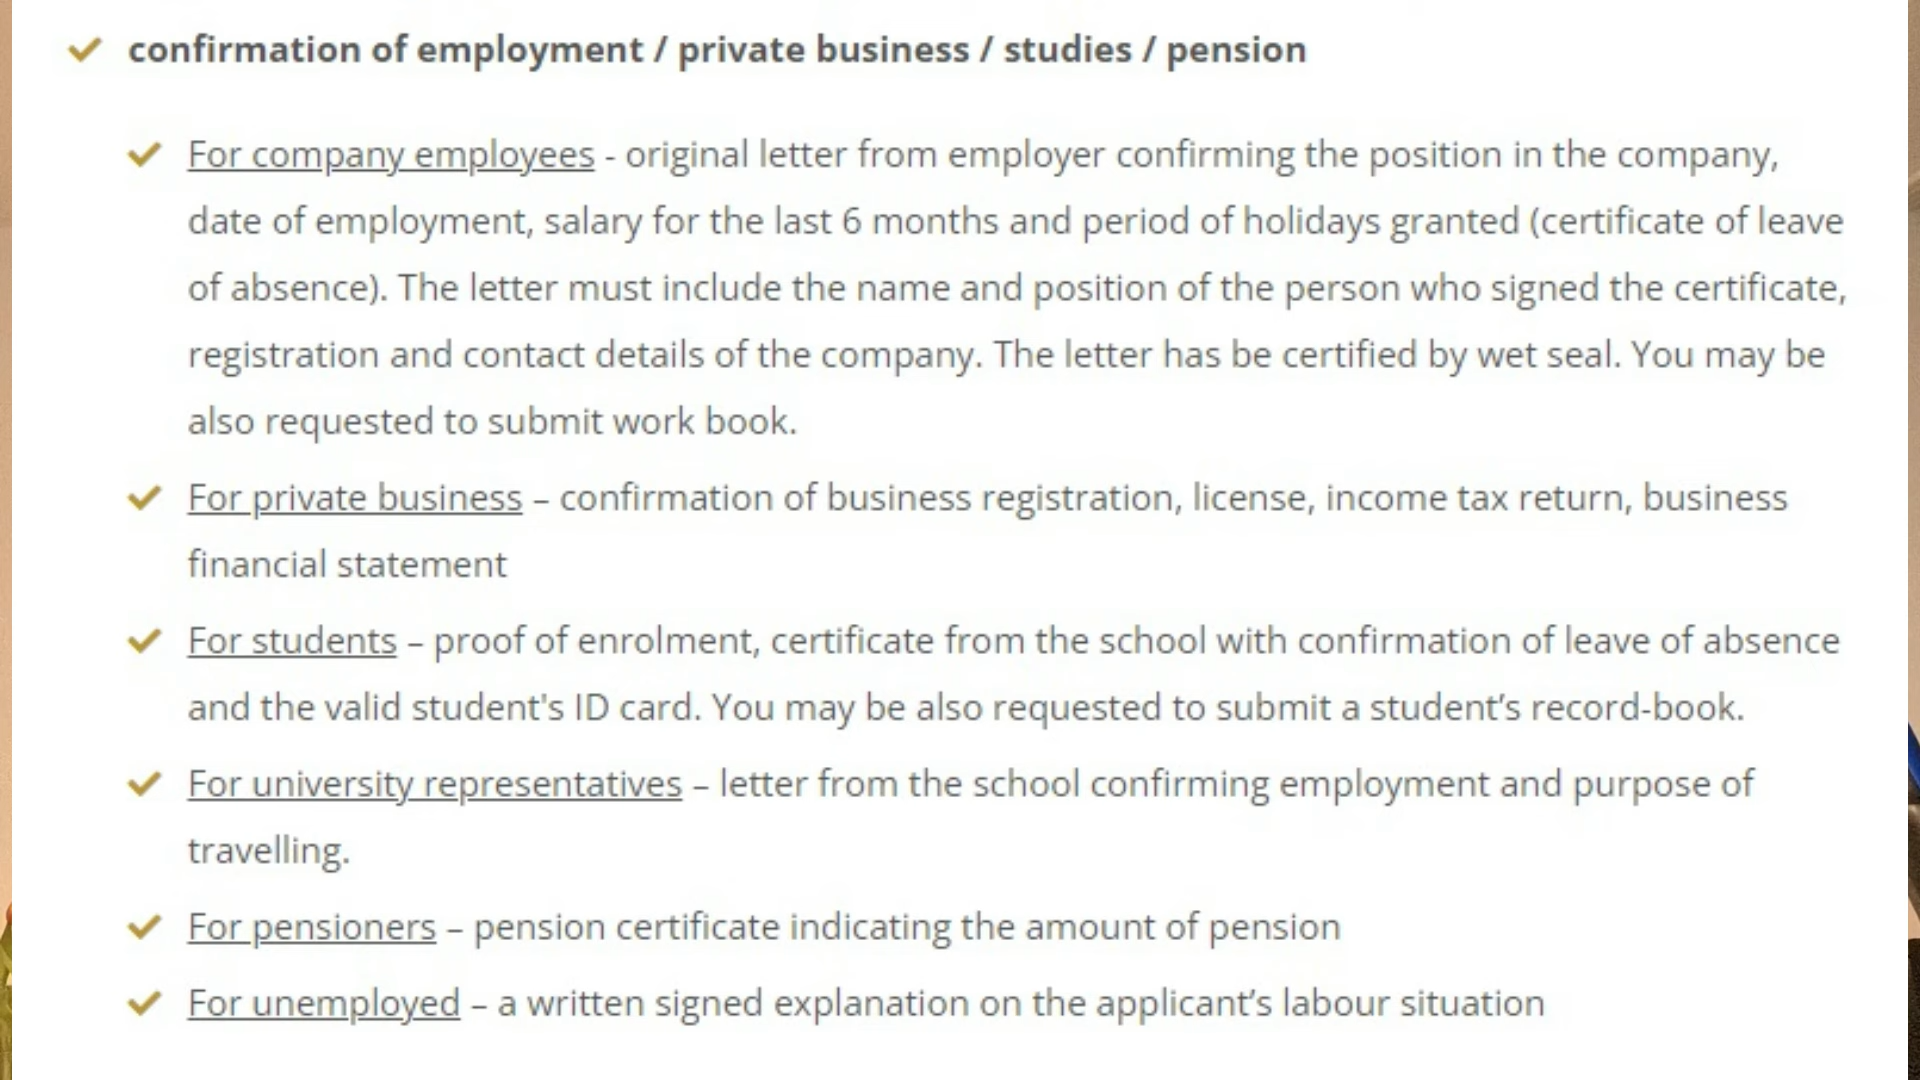 confirmation of employment / private business / studies / pension
For company employees - original letter from employer confirming the position in the company,
date of employment, salary for the last 6 months and period of holidays granted (certificate of leave
of absence). The letter must include the name and position of the person who signed the certificate,
registration and contact details of the company. The letter has be certified by wet seal. You may be
also requested to submit work book.
For private business – confirmation of business registration, license, income tax return, business
financial statement
For students – proof of enrolment, certificate from the school with confirmation of leave of absence
and the valid student's ID card. You may be also requested to submit a student’s record-book.
For university representatives – letter from the school confirming employment and purpose of
travelling.
For pensioners – pension certificate indicating the amount of pension
For unemployed – a written signed explanation on the applicant’s labour situation